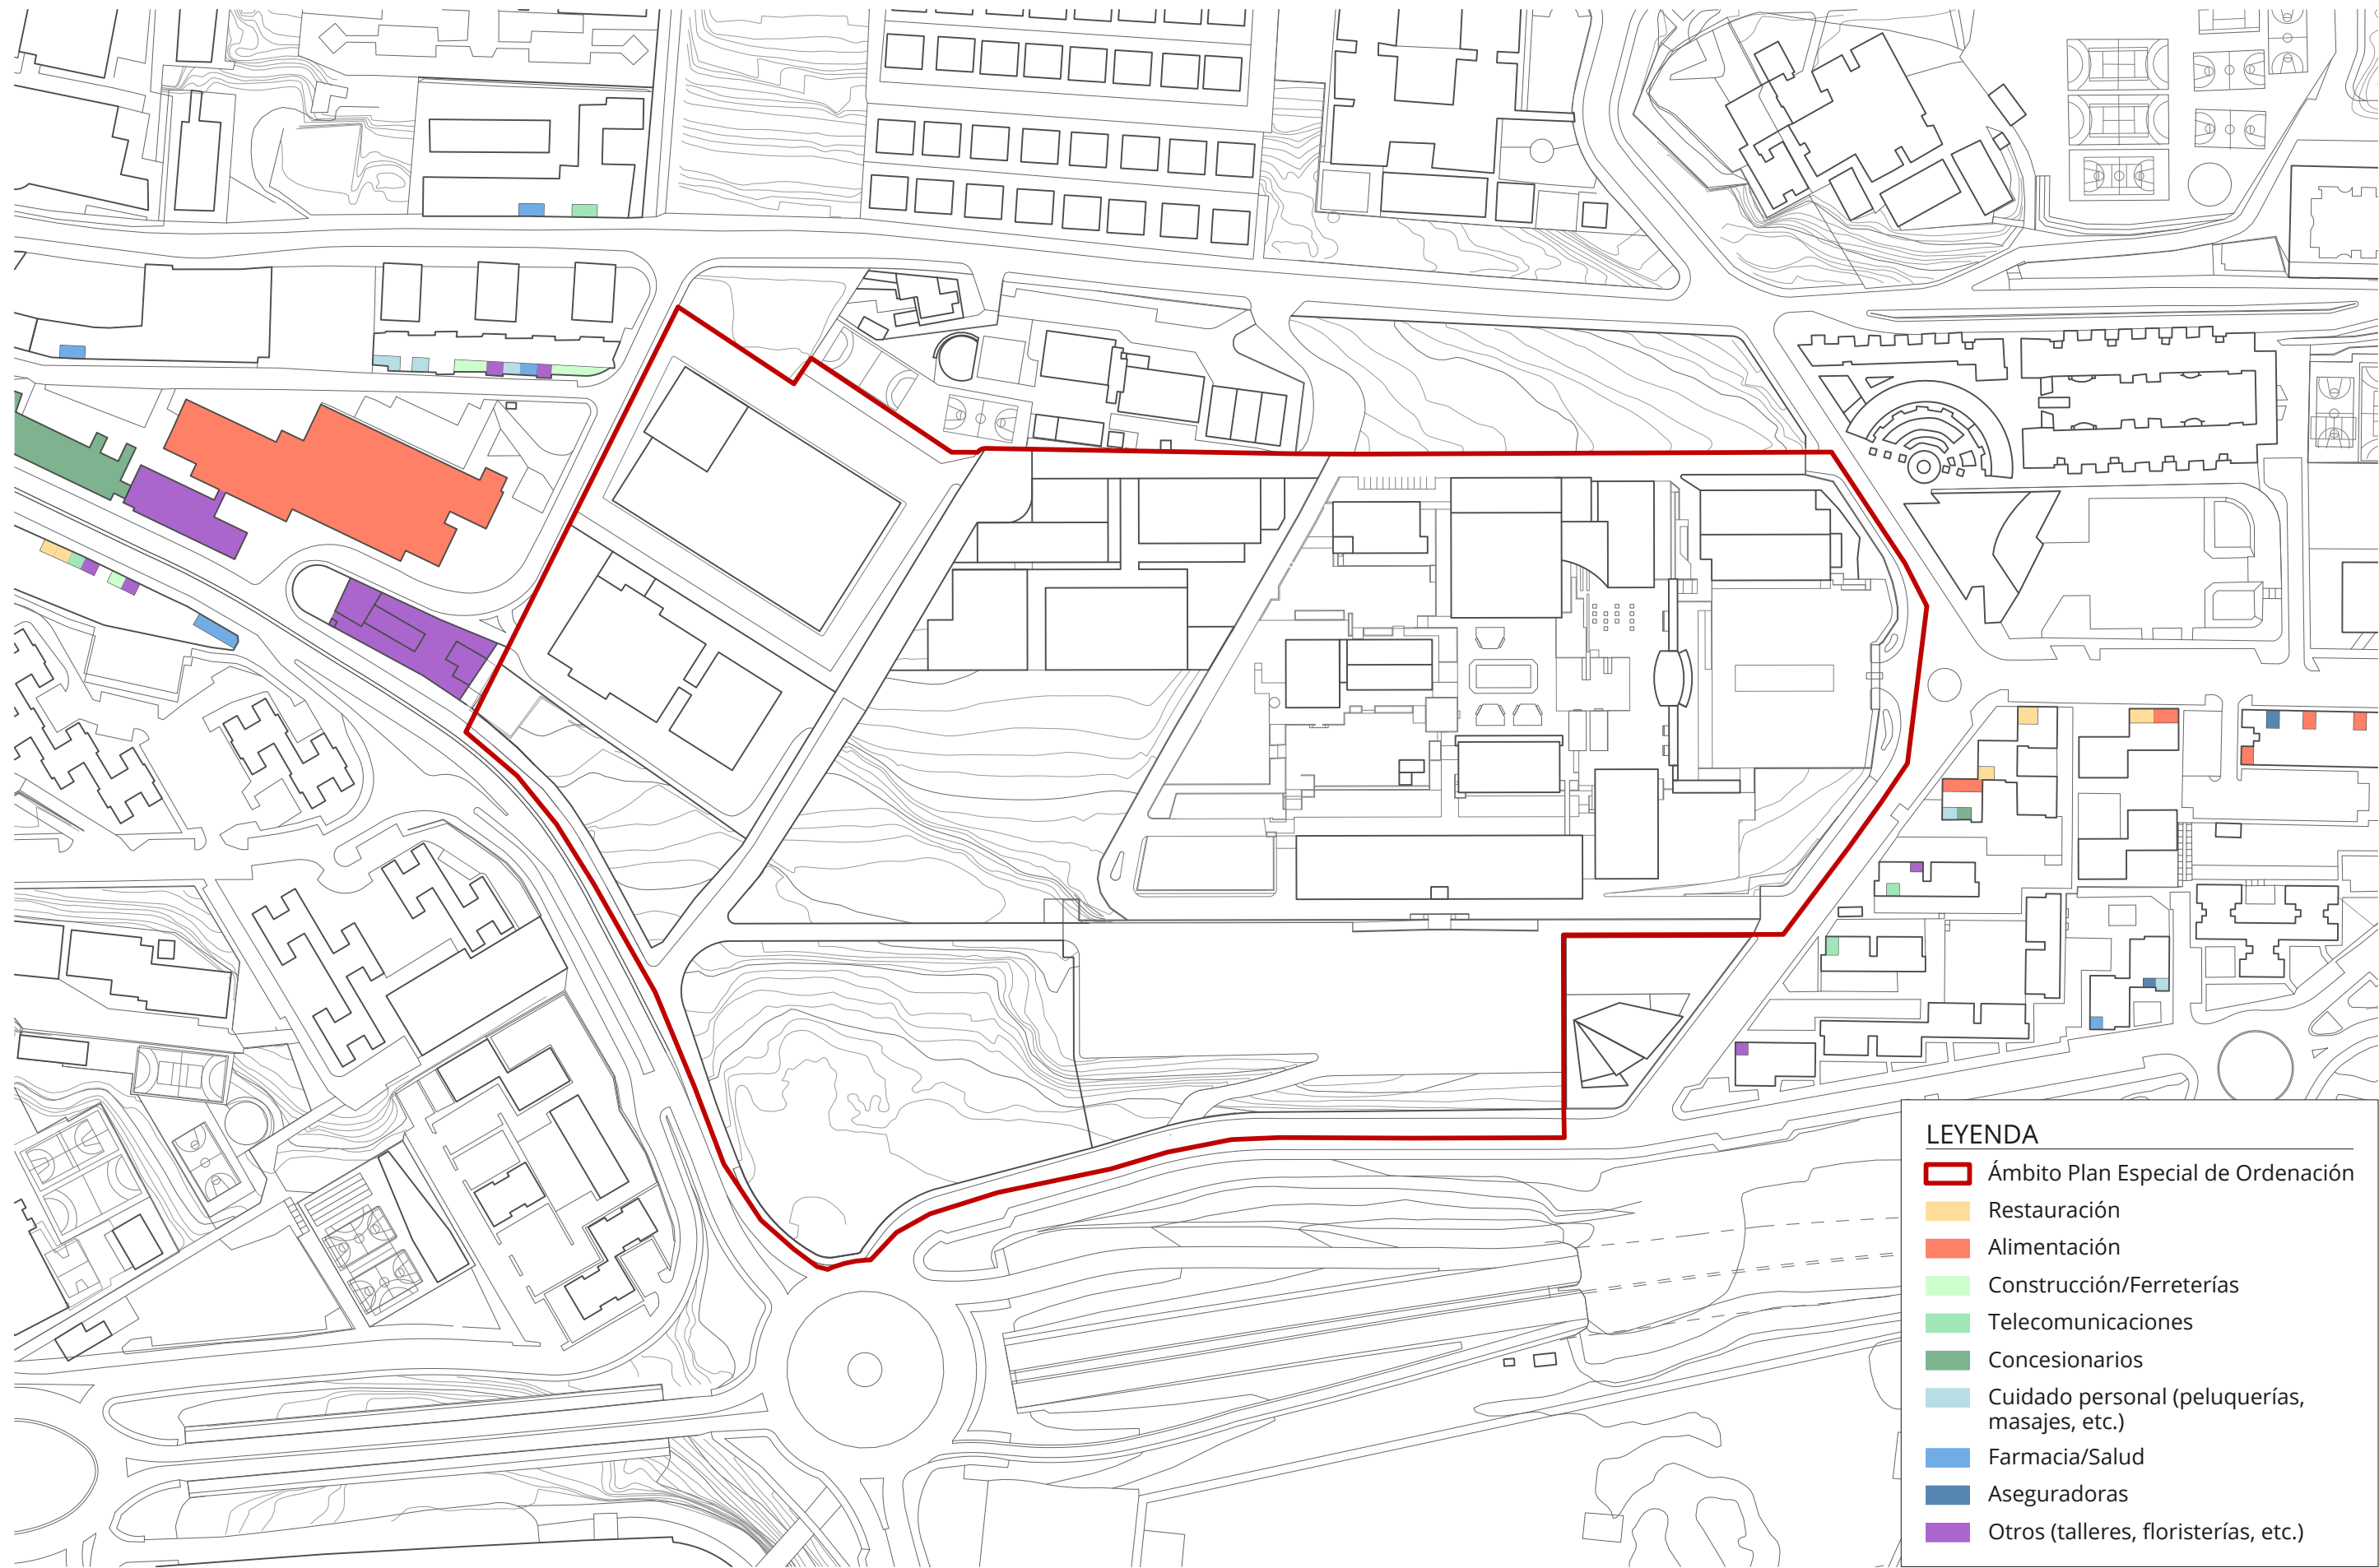 LEYENDA
Ámbito Plan Especial de Ordenación
Restauración
Alimentación
Construcción/Ferreterías
Telecomunicaciones
Concesionarios
Cuidado personal (peluquerías,
masajes, etc.)
Farmacia/Salud
Aseguradoras
Otros (talleres, floristerías, etc.)